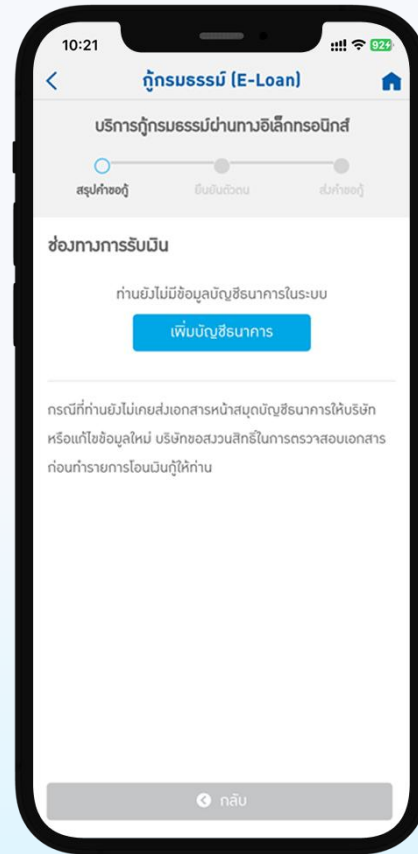 10:21
92
กู้กรมธรรม์ (E-Loan)
บริการกู้กรมธรรม์ผ่านทางอิเล็กทรอนิกส์
สรุปคำขอกู้ ยืนยันตัวตน ส่งคำขอกู้
ช่องทางการรับเงิน
ท่านยังไม่มีข้อมูลบัญชีธนาคารในระบบ
เพิ่มบัญชีธนาคาร
กรณีที่ท่านยังไม่เคยส่งเอกสารหน้าสมุดบัญชีธนาคารให้บริษัท
หรือแก้ไขข้อมูลใหม่ บริษัทขอสงวนสิทธิ์ในการตรวจสอบเอกสาร
ก่อนทำรายการโอนเงินกู้ให้ท่าน
กลับ